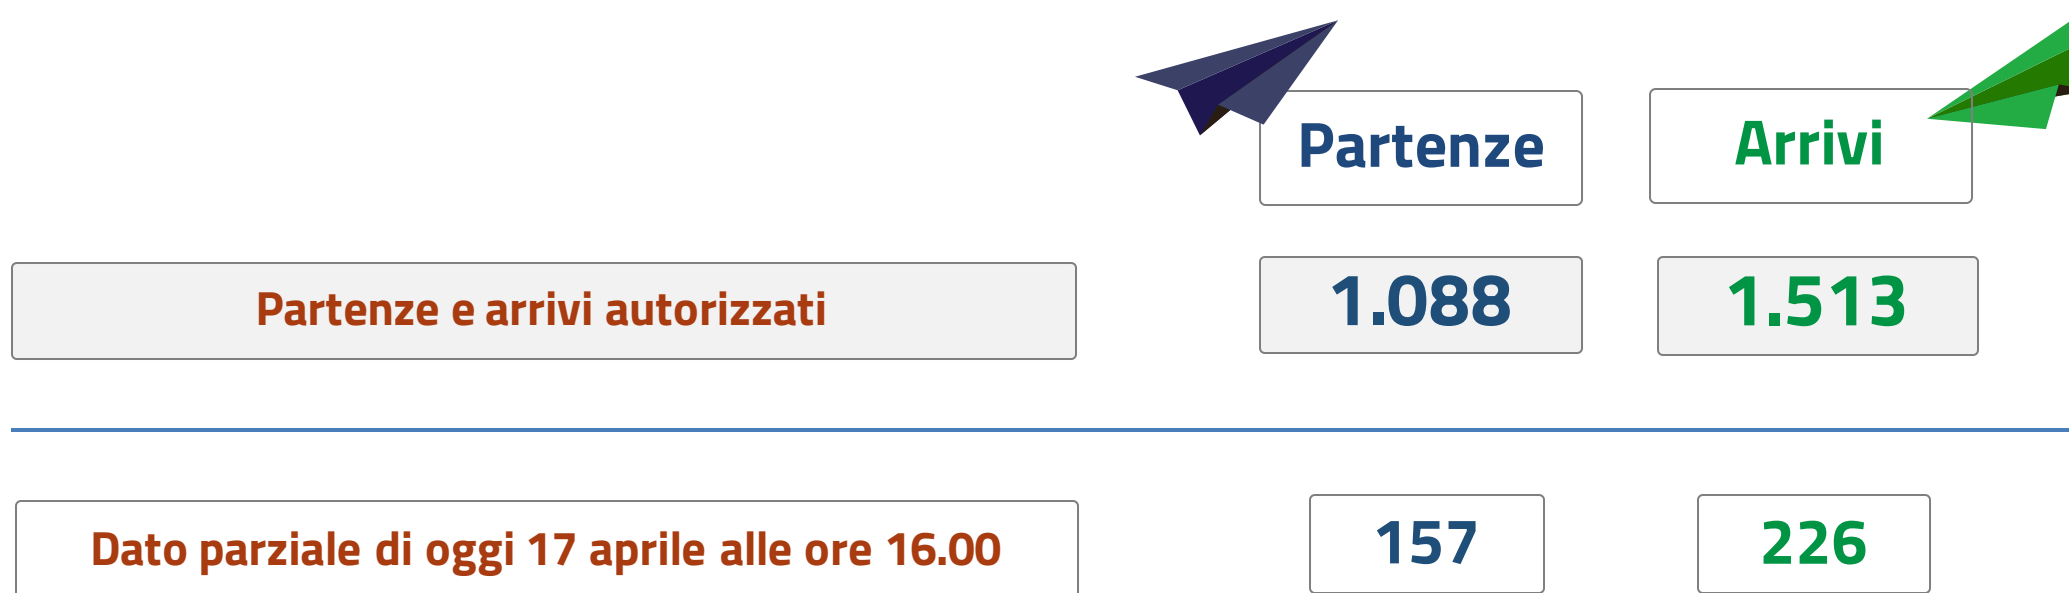 Partenze Arrivi
Partenze e arrivi autorizzati 1.088 1.513
Dato parziale di oggi 17 aprile alle ore 16.00 157 226